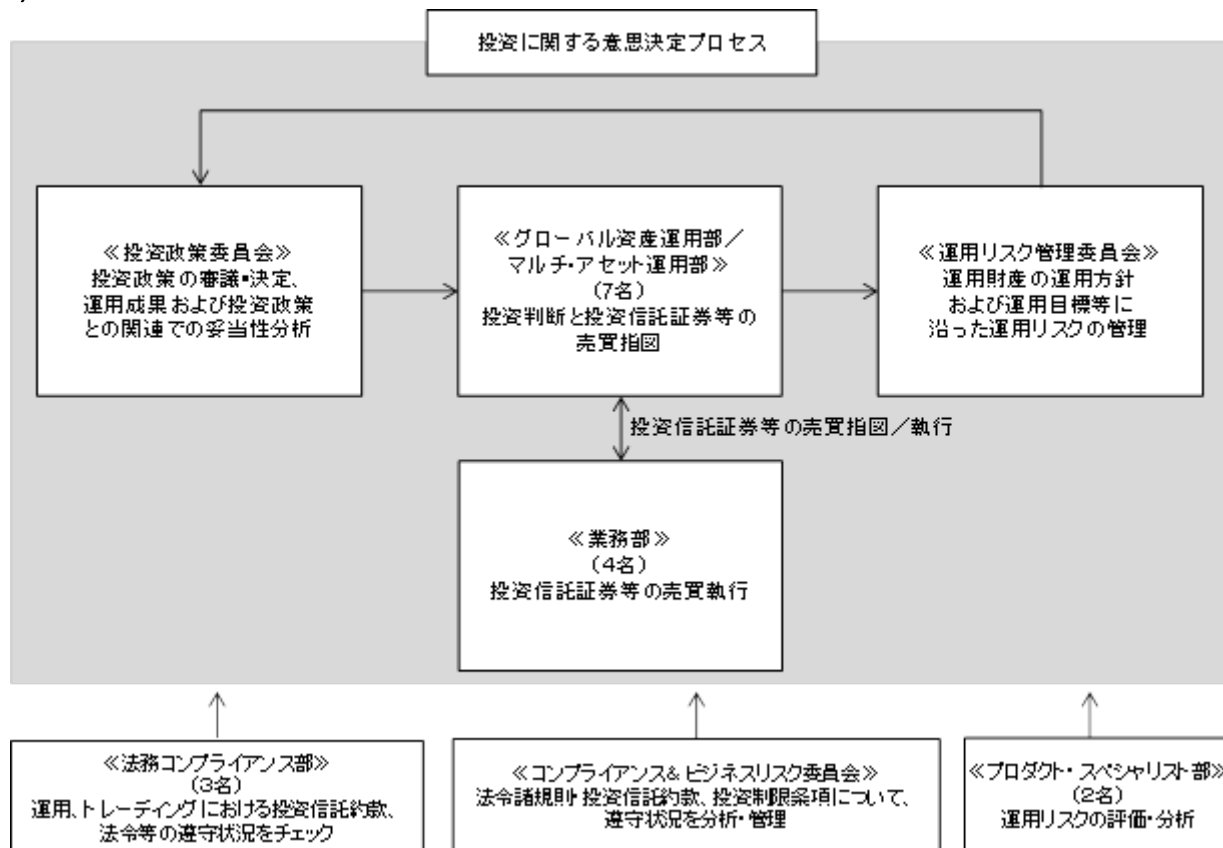 投資に関する意思決定プロセス
≪投資政策委員会≫
投資政策の審議・決定、
運用成果および投資政策
との関連での妥当性分析
≪グローバル資産運用部／
マルチ・アセット運用部≫
(7名)
投資判断と投資信託証券等の
売買指図
≪運用リスク管理委員会≫
運用財産の運用方針
および運用目標等に
沿った運用リスクの管理
投資信託証券等の売買指図／執行
≪業務部≫
(4名)
投資信託証券等の売買執行
≪法務コンプライアンス部≫
(3名)
運用、トレーディングにおける投資信託約款、
法令等の遵守状況をチェック
≪コンプライアンス&ビジネスリスク委員会≫
法令諸規則・投資信託約款、投資制限条項について、
遵守状況を分析・管理
≪プロダクト・スペシャリスト部≫
(2名)
運用リスクの評価・分析